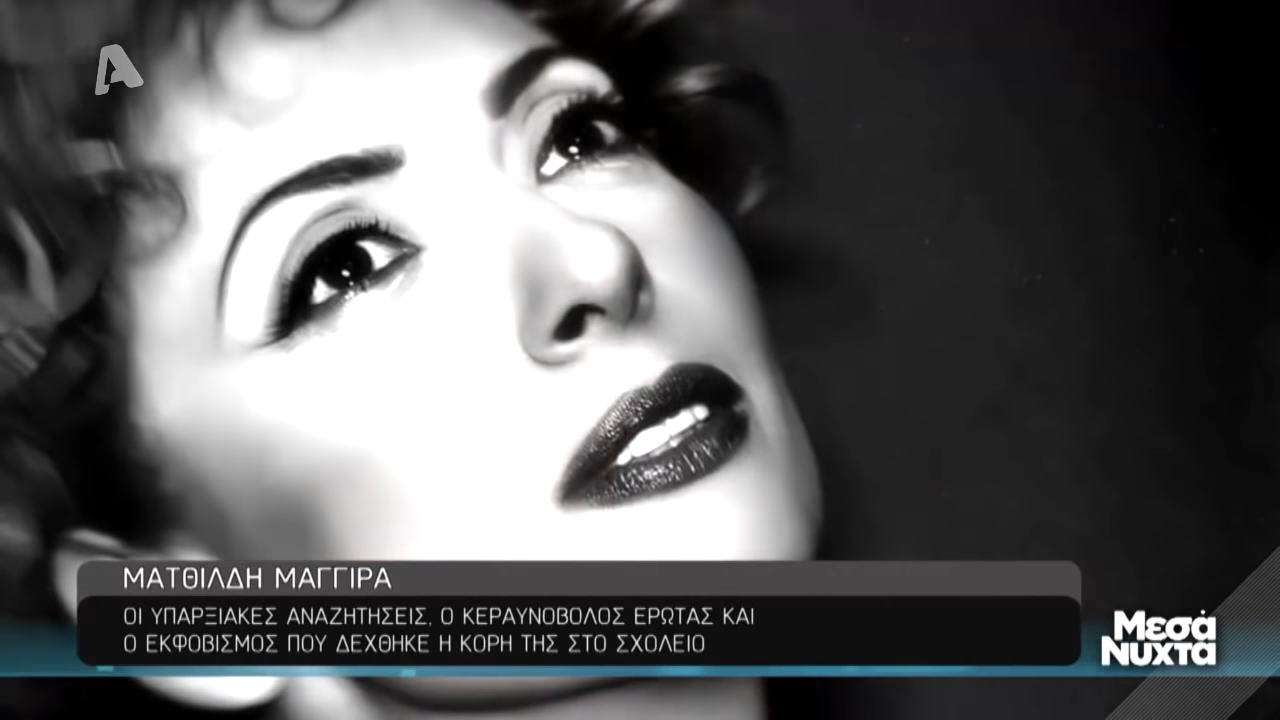 ΜΑΤΘΙΛΔΗ ΜΑΓΓΙΡΑ
ΟΙ ΥΠΑΡΞΙΑΚΕΣ ΑΝΑΖΗΤΗΣΕΙΣ, Ο ΚΕΡΑΥΝΟΒΟΛΟΣ ΕΡΩΤΑΣ ΚΑΙ
Ο ΕΚΦΟΒΙΣΜΟΣ ΠΟΥ ΔΕΧΘΗΚΕ Η ΚΟΡΗ ΤΗΣ ΣΤΟ ΣΧΟΛΕΙΟ
Μεσά
Νυχτα